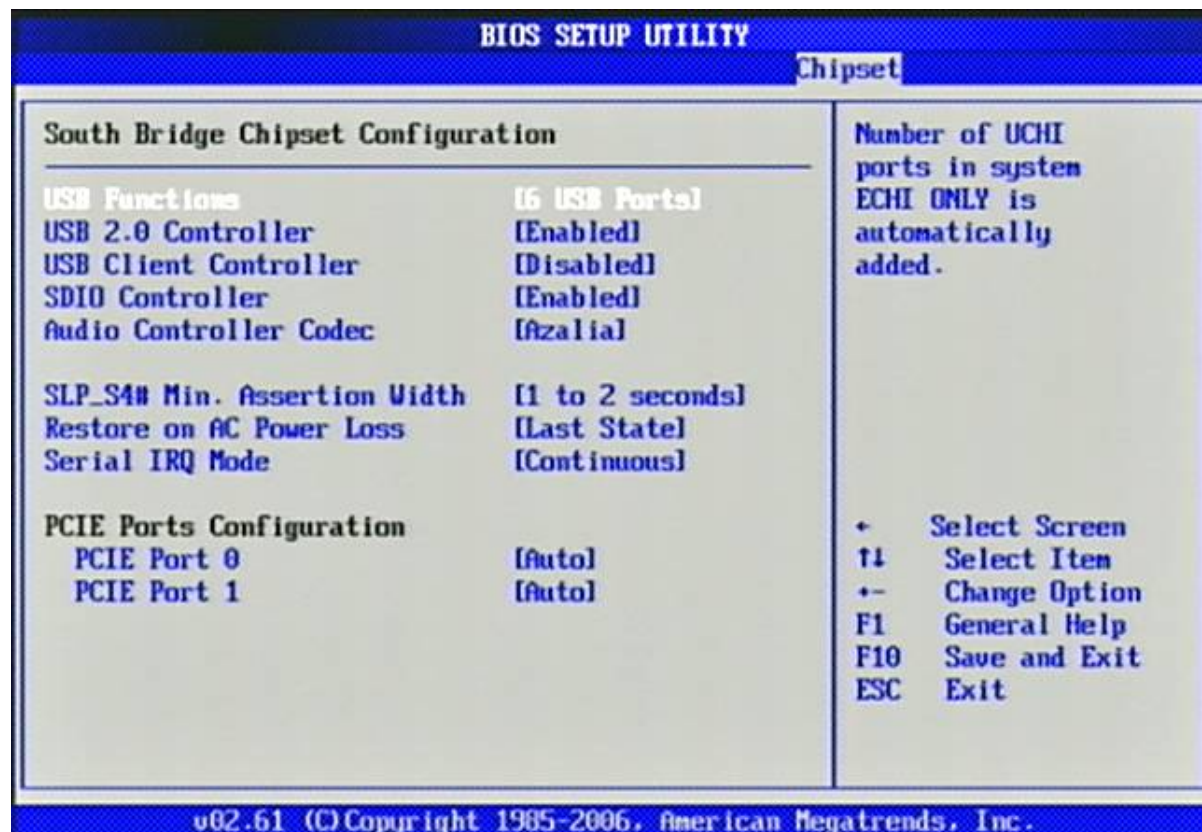 BIOS SETUP UTILITY
Chipset
South Bridge Chipset Configuration
USB Functions [6 USB Ports]
USB 2.0 Controller [Enabled]
USB Client Controller [Disabled]
SDIO Controller [Enabled]
Audio Controller Codec [Azalia]
SLP_S4# Min. Assertion Width [1 to 2 seconds]
Restore on AC Power Loss [Last State]
Serial IRQ Mode [Continuous]
PCIE Ports Configuration
PCIE Port 0 [Auto]
PCIE Port 1 [Auto]
Number of UCHI
ports in system
ECHI ONLY is
automatically
added.
← Select Screen
↑↓ Select Item
+- Change Option
F1 General Help
F10 Save and Exit
ESC Exit
v02.61 (C)Copyright 1985-2006, American Megatrends, Inc.